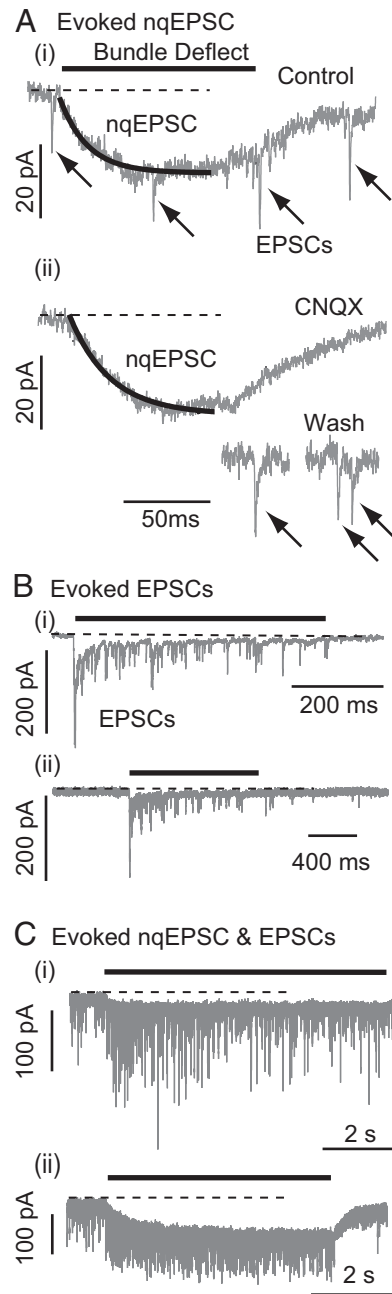 A Evoked nqEPSC
(i)
Bundle Deflect
Control
nqEPSC
20 pA
EPSCs
(ii)
CNQX
nqEPSC
20 pA
Wash
50ms
B Evoked EPSCs
(i)
200 pA
EPSCs
200 ms
(ii)
200 pA
400 ms
C Evoked nqEPSC & EPSCs
(i)
100 pA
2 s
(ii)
100 pA
2 s